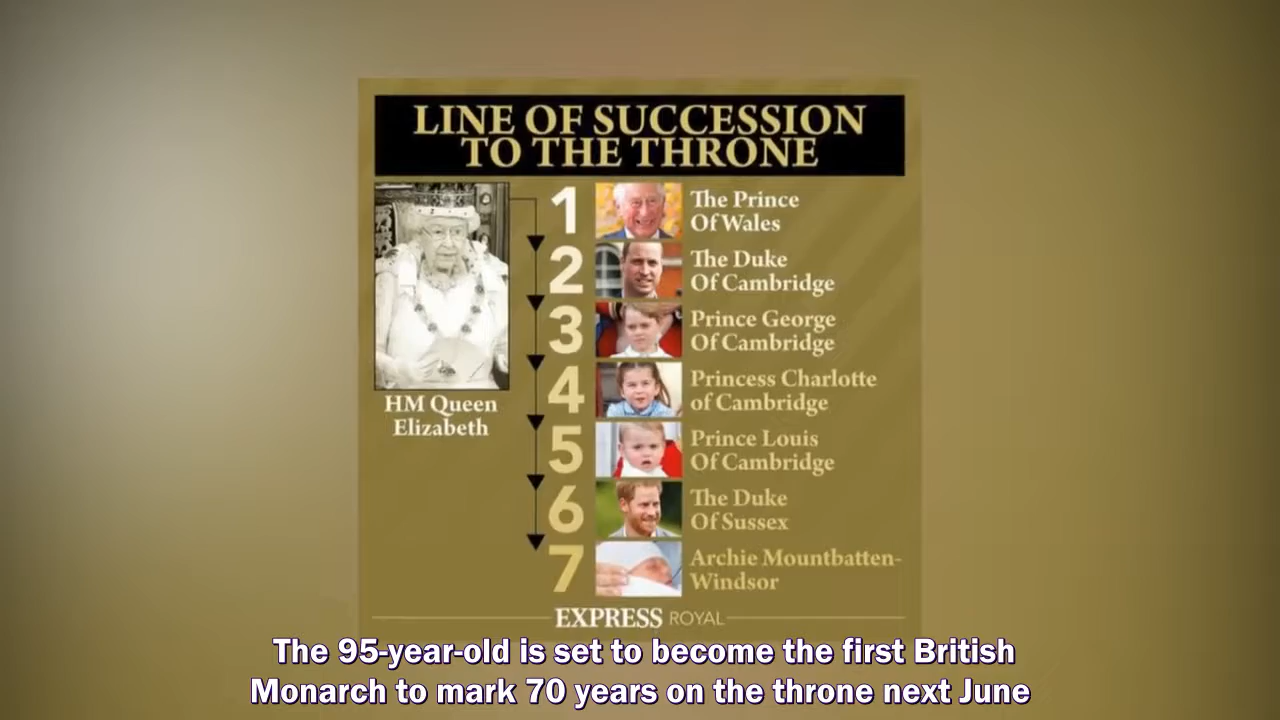 LINE OF SUCCESSION
TO THE THRONE
HM Queen
Elizabeth
1
The Prince
Of Wales
2
The Duke
Of Cambridge
3
Prince George
Of Cambridge
4
Princess Charlotte
of Cambridge
5
Prince Louis
Of Cambridge
6
The Duke
Of Sussex
7
Archie Mountbatten-
Windsor
EXPRESS ROYAL
The 95-year-old is set to become the first British
Monarch to mark 70 years on the throne next June